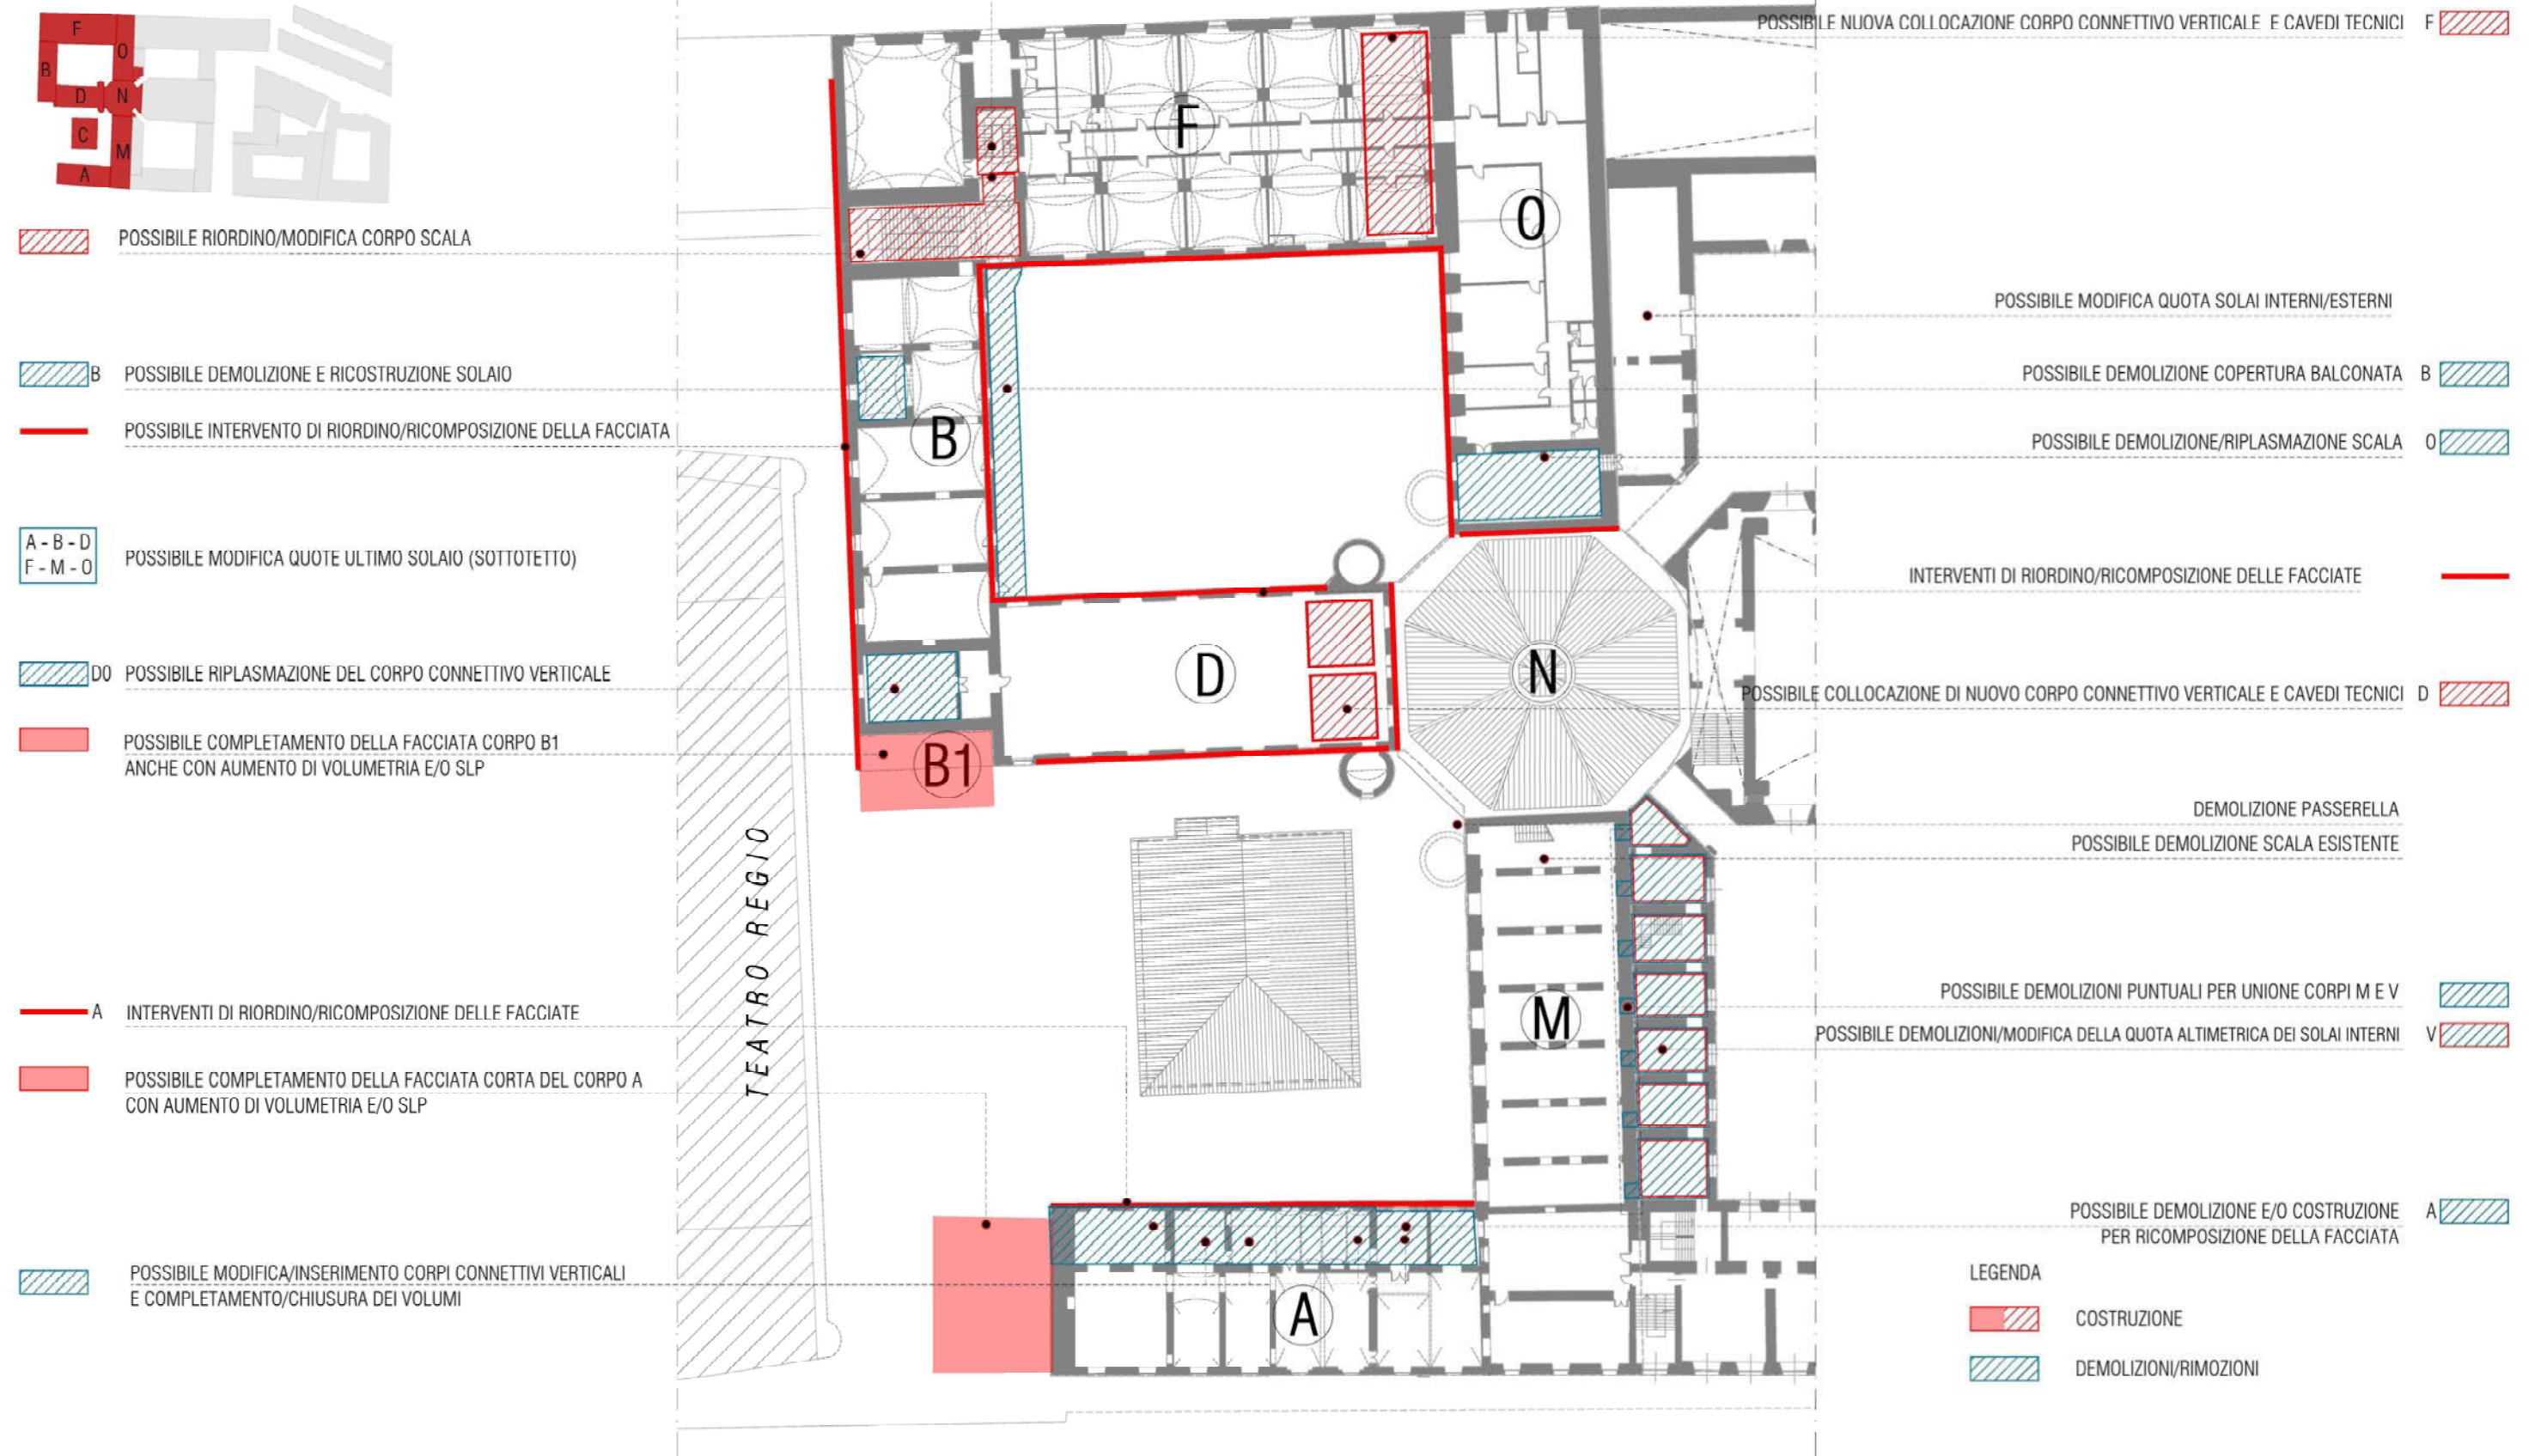 F
O
B
D
N
C
M
A
POSSIBILE RIORDINO/MODIFICA CORPO SCALA
B POSSIBILE DEMOLIZIONE E RICOSTRUZIONE SOLAIO
POSSIBILE INTERVENTO DI RIORDINO/RICOMPOSIZIONE DELLA FACCIATA
A - B - D
F - M - O
POSSIBILE MODIFICA QUOTE ULTIMO SOLAIO (SOTTOTETTO)
D0 POSSIBILE RIPLASMAZIONE DEL CORPO CONNETTIVO VERTICALE
POSSIBILE COMPLETAMENTO DELLA FACCIATA CORPO B1
ANCHE CON AUMENTO DI VOLUMETRIA E/O SLP
A INTERVENTI DI RIORDINO/RICOMPOSIZIONE DELLE FACCIATE
POSSIBILE COMPLETAMENTO DELLA FACCIATA CORTA DEL CORPO A
CON AUMENTO DI VOLUMETRIA E/O SLP
POSSIBILE MODIFICA/INSERIMENTO CORPI CONNETTIVI VERTICALI
E COMPLETAMENTO/CHIUSURA DEI VOLUMI
F
O
B
D
N
B1
TEATRO REGIO
M
A
POSSIBILE NUOVA COLLOCAZIONE CORPO CONNETTIVO VERTICALE E CAVEDI TECNICI F
POSSIBILE MODIFICA QUOTA SOLAI INTERNI/ESTERNI
POSSIBILE DEMOLIZIONE COPERTURA BALCONATA B
POSSIBILE DEMOLIZIONE/RIPLASMAZIONE SCALA O
INTERVENTI DI RIORDINO/RICOMPOSIZIONE DELLE FACCIATE
POSSIBILE COLLOCAZIONE DI NUOVO CORPO CONNETTIVO VERTICALE E CAVEDI TECNICI D
DEMOLIZIONE PASSERELLA
POSSIBILE DEMOLIZIONE SCALA ESISTENTE
POSSIBILE DEMOLIZIONI PUNTUALI PER UNIONE CORPI M E V
POSSIBILE DEMOLIZIONI/MODIFICA DELLA QUOTA ALTIMETRICA DEI SOLAI INTERNI V
POSSIBILE DEMOLIZIONE E/O COSTRUZIONE A
PER RICOMPOSIZIONE DELLA FACCIATA
LEGENDA
COSTRUZIONE
DEMOLIZIONI/RIMOZIONI